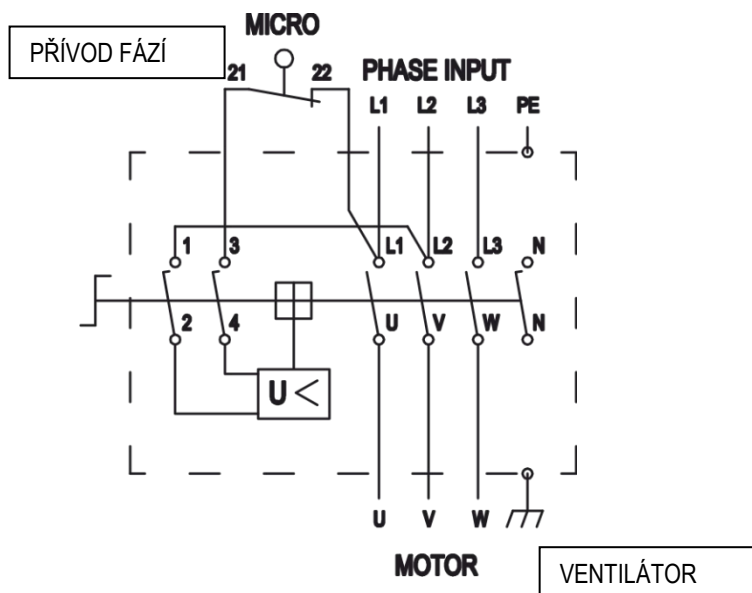 MICRO
PŘÍVOD FÁZÍ
21 22 PHASE INPUT
L1 L2 L3 PE
1 3 L1 L2 L3 N
2 4 U V W N
U <
U V W
MOTOR
VENTILÁTOR